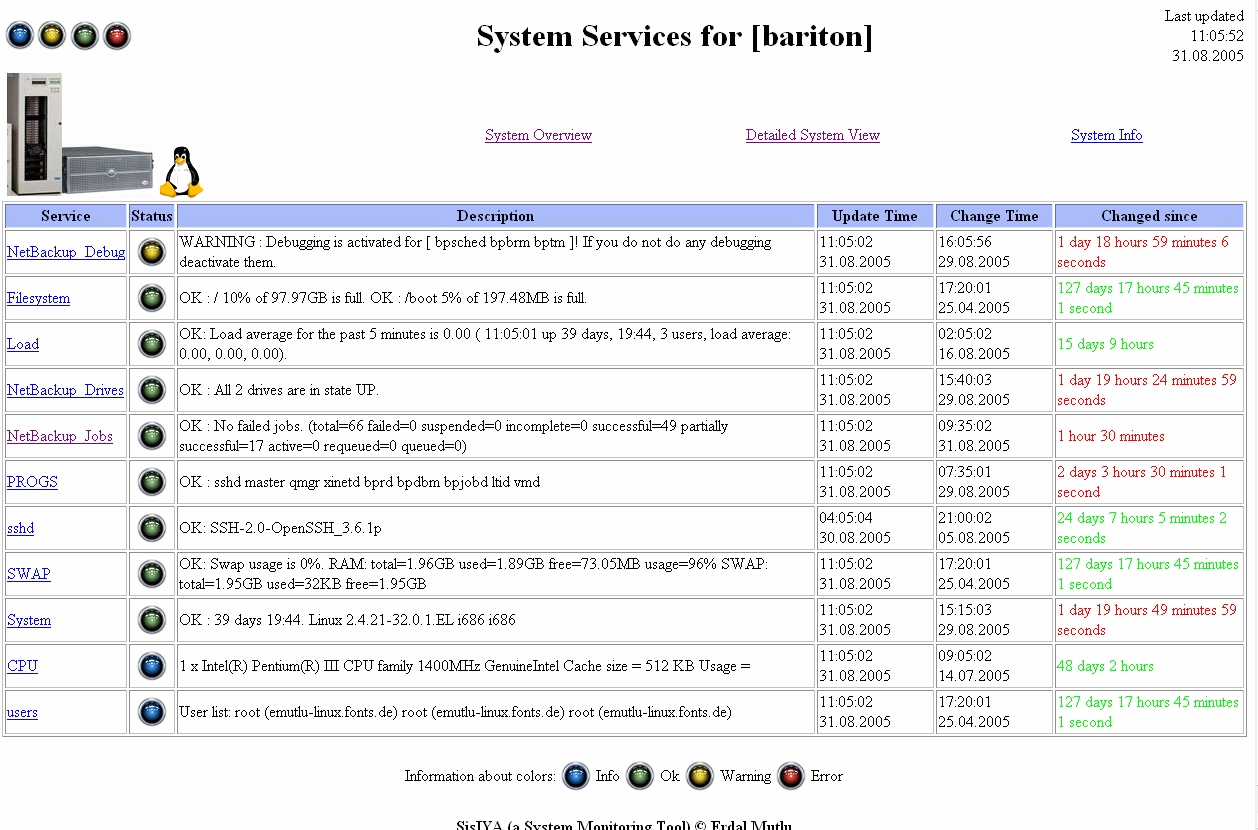 System Services for [bariton]
Last updated
11:05:52
31.08.2005
System Overview
Detailed System View
System Info
Service Status Description Update Time Change Time Changed since
NetBackup_Debug
WARNING : Debugging is activated for [ bpsched bpbrm bptm ]! If you do not do any debugging
deactivate them.
11:05:02
31.08.2005
16:05:56
29.08.2005
1 day 18 hours 59 minutes 6
seconds
Filesystem
OK : / 10% of 97.97GB is full. OK : /boot 5% of 197.48MB is full.
11:05:02
31.08.2005
17:20:01
25.04.2005
127 days 17 hours 45 minutes
1 second
Load
OK: Load average for the past 5 minutes is 0.00 ( 11:05:01 up 39 days, 19:44, 3 users, load average:
0.00, 0.00, 0.00).
11:05:02
31.08.2005
02:05:02
16.08.2005
15 days 9 hours
NetBackup_Drives
OK : All 2 drives are in state UP.
11:05:02
31.08.2005
15:40:03
29.08.2005
1 day 19 hours 24 minutes 59
seconds
NetBackup_Jobs
OK : No failed jobs. (total=66 failed=0 suspended=0 incomplete=0 successful=49 partially
successful=17 active=0 requeued=0 queued=0)
11:05:02
31.08.2005
09:35:02
31.08.2005
1 hour 30 minutes
PROGS
OK : sshd master qmgr xinetd bprd bpdbm bpjobd ltid vmd
11:05:02
31.08.2005
07:35:01
29.08.2005
2 days 3 hours 30 minutes 1
second
sshd
OK: SSH-2.0-OpenSSH_3.6.1p
04:05:04
30.08.2005
21:00:02
05.08.2005
24 days 7 hours 5 minutes 2
seconds
SWAP
OK: Swap usage is 0%. RAM: total=1.96GB used=1.89GB free=73.05MB usage=96% SWAP:
total=1.95GB used=32KB free=1.95GB
11:05:02
31.08.2005
17:20:01
25.04.2005
127 days 17 hours 45 minutes
1 second
System
OK : 39 days 19:44. Linux 2.4.21-32.0.1.EL i686 i686
11:05:02
31.08.2005
15:15:03
29.08.2005
1 day 19 hours 49 minutes 59
seconds
CPU
1 x Intel(R) Pentium(R) III CPU family 1400MHz GenuineIntel Cache size = 512 KB Usage =
11:05:02
31.08.2005
09:05:02
14.07.2005
48 days 2 hours
users
User list: root (emutlu-linux.fonts.de) root (emutlu-linux.fonts.de) root (emutlu-linux.fonts.de)
11:05:02
31.08.2005
17:20:01
25.04.2005
127 days 17 hours 45 minutes
1 second
Information about colors: Info Ok Warning Error
SisIYA (a System Monitoring Tool) © Erdal Mutlu